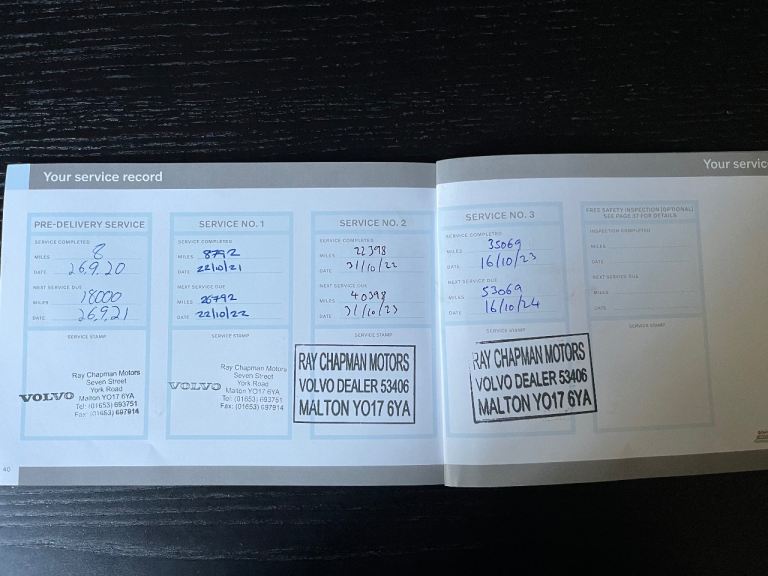 Your service record
PRE-DELIVERY SERVICE
SERVICE COMPLETED
MILES 8
DATE 26.9.20
NEXT SERVICE DUE
MILES 18000
DATE 26.9.21
SERVICE STAMP
Ray Chapman Motors
Seven Street
York Road
VOLVO Malton YO17 6YA
Tel: (01653) 693751
Fax: (01653) 697914
SERVICE NO. 1
SERVICE COMPLETED
MILES 8792
DATE 22/10/21
NEXT SERVICE DUE
MILES 26792
DATE 22/10/22
SERVICE STAMP
Ray Chapman Motors
Seven Street
York Road
VOLVO Malton YO17 6YA
Tel: (01653) 693751
Fax: (01653) 697914
SERVICE NO. 2
SERVICE COMPLETED
MILES 22398
DATE 31/10/22
NEXT SERVICE DUE
MILES 40398
DATE 31/10/23
SERVICE STAMP
RAY CHAPMAN MOTORS
VOLVO DEALER 53406
MALTON YO17 6YA
40
Your servic
SERVICE NO. 3
SERVICE COMPLETED
MILES 35069
DATE 16/10/23
NEXT SERVICE DUE
MILES 53069
DATE 16/10/24
SERVICE STAMP
RAY CHAPMAN MOTORS
VOLVO DEALER 53406
MALTON YO17 6YA
FREE SAFETY INSPECTION (OPTIONAL)
SEE PAGE 37 FOR DETAILS
INSPECTION COMPLETED
MILES
DATE
NEXT SERVICE DUE
MILES
DATE
SERVICE STAMP